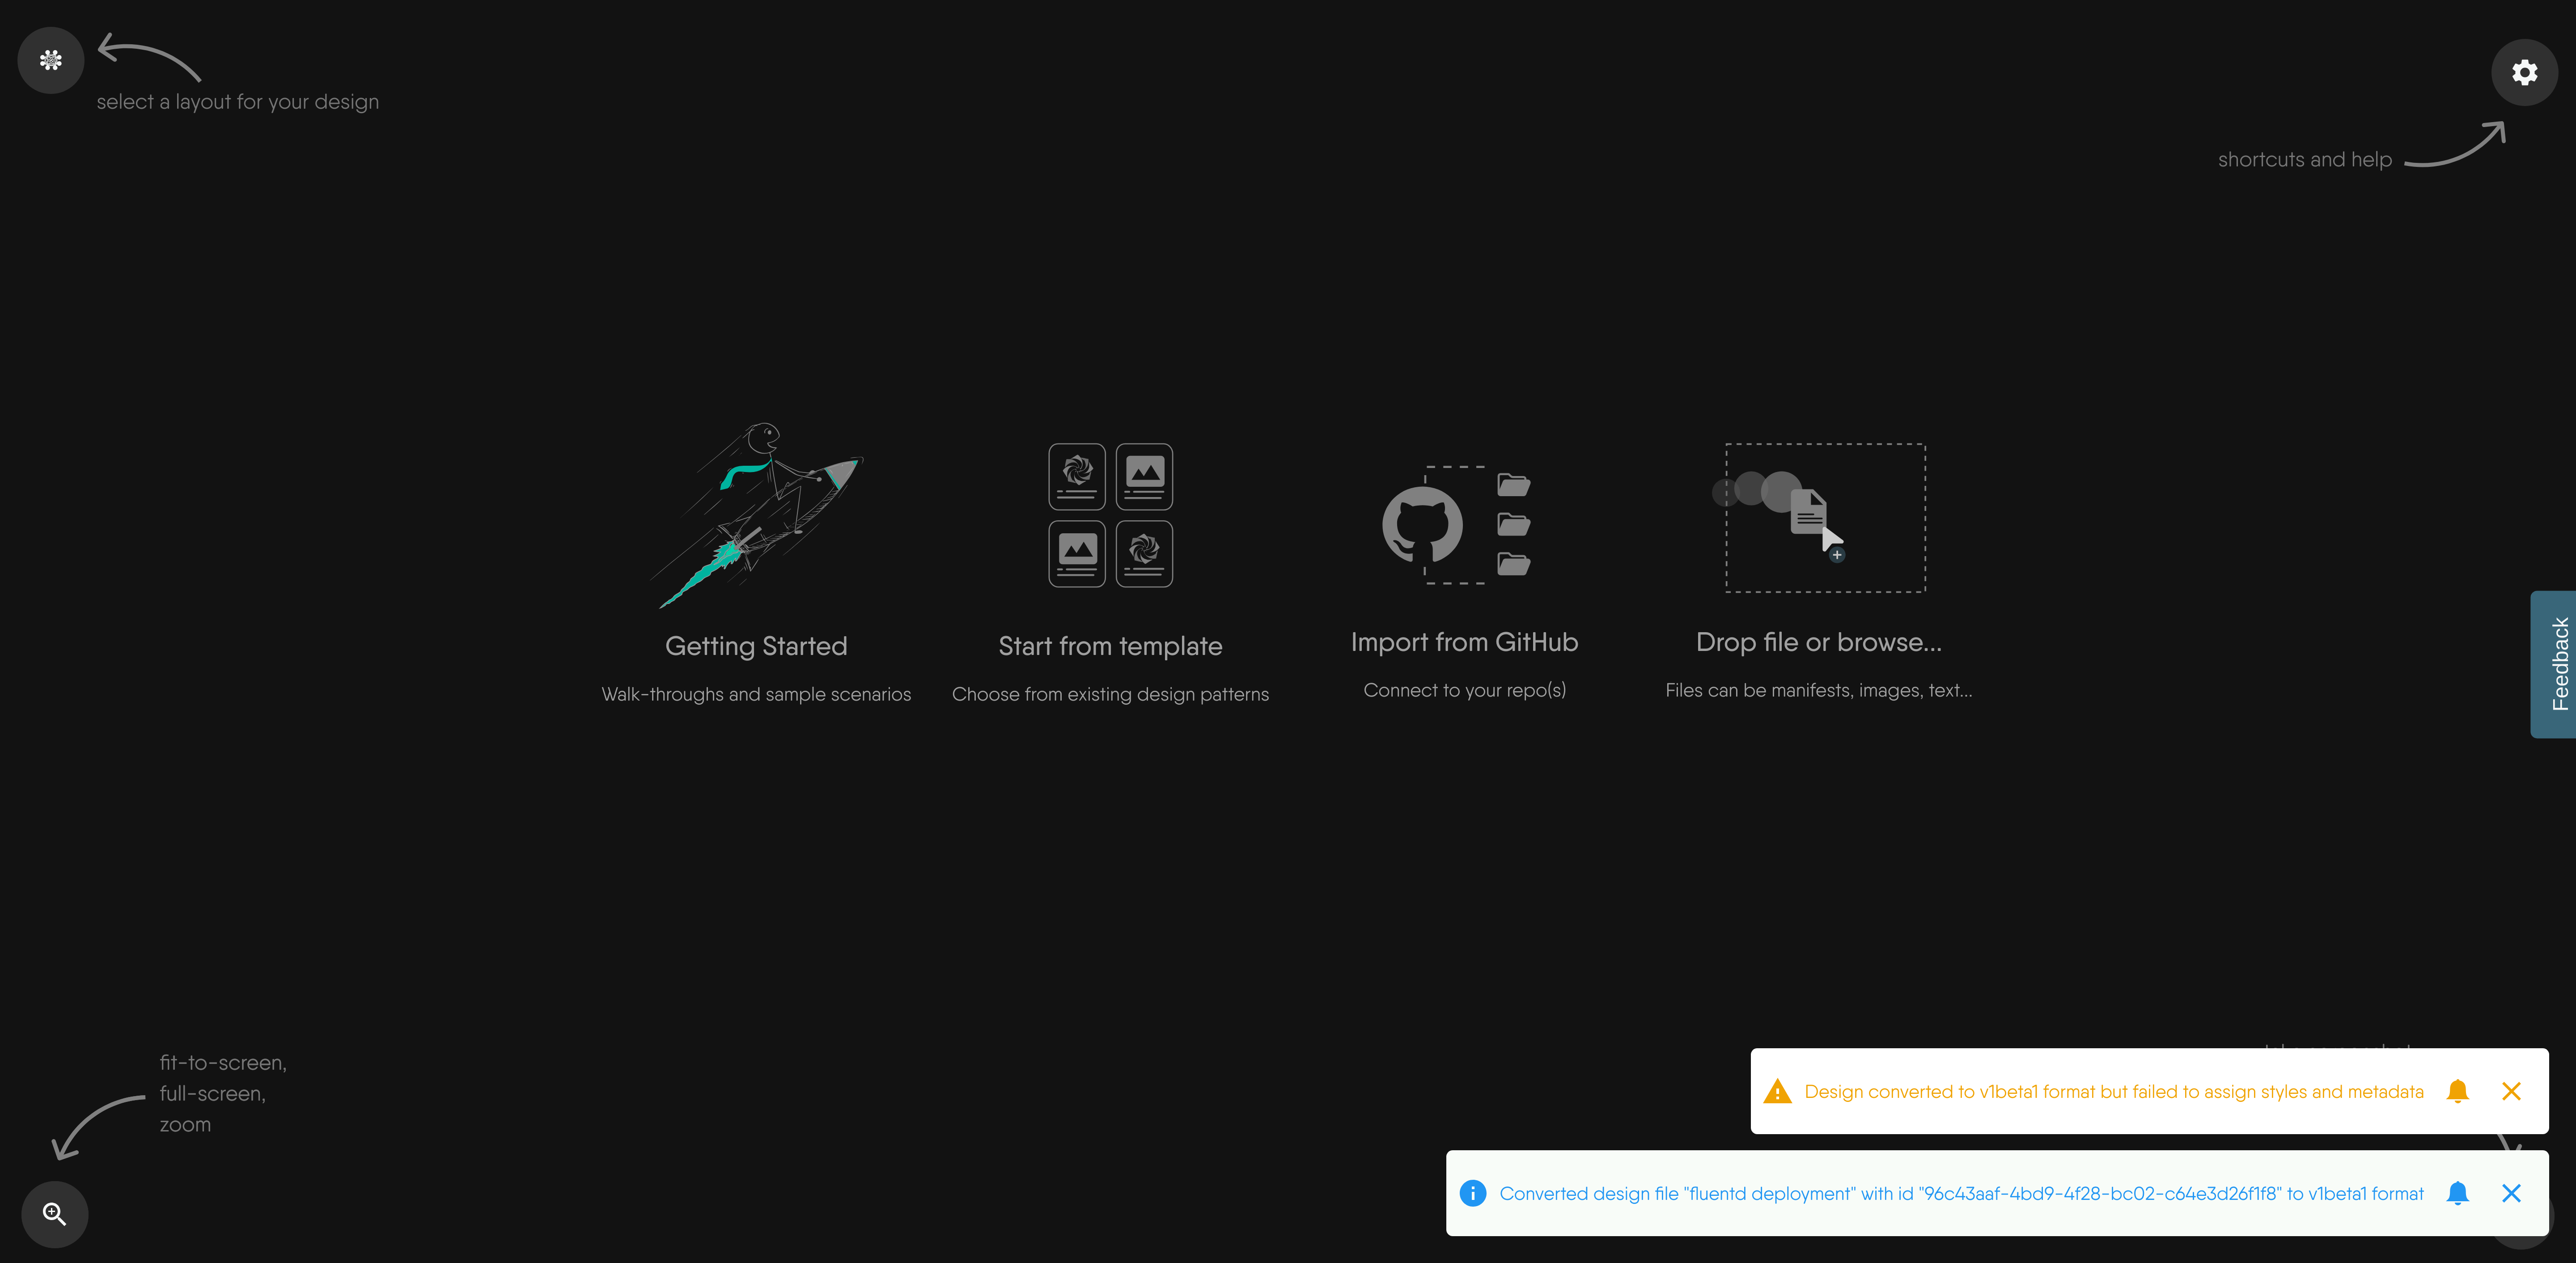 select a layout for your design
shortcuts and help
Getting Started
Walk-throughs and sample scenarios
Start from template
Choose from existing design patterns
Import from GitHub
Connect to your repo(s)
Drop file or browse...
Files can be manifests, images, text...
Feedback
fit-to-screen,
full-screen,
zoom
Design converted to v1beta1 format but failed to assign styles and metadata
Converted design file "fluentd deployment" with id "96c43aaf-4bd9-4f28-bc02-c64e3d26f1f8" to v1beta1 format